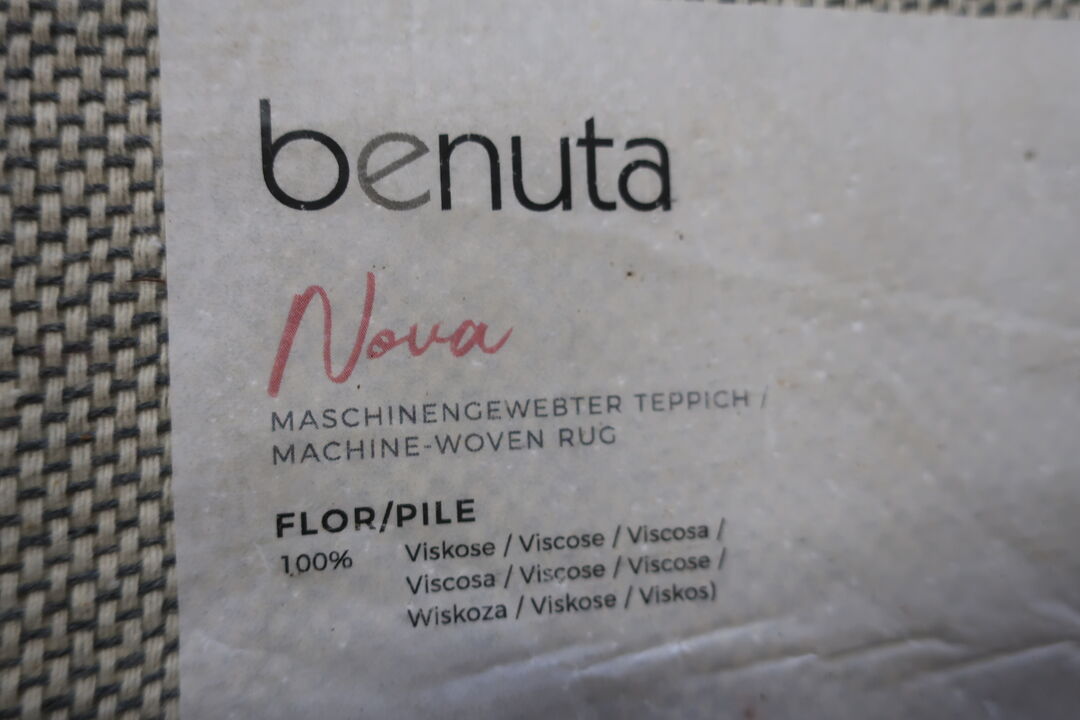 benuta
Nova
MASCHINENGEWEBTER TEPPICH /
MACHINE-WOVEN RUG
FLOR/PILE
100% Viskose / Viscose / Viscosa /
Viscosa / Viscose / Viscose /
Wiskoza / Viskose / Viskos)